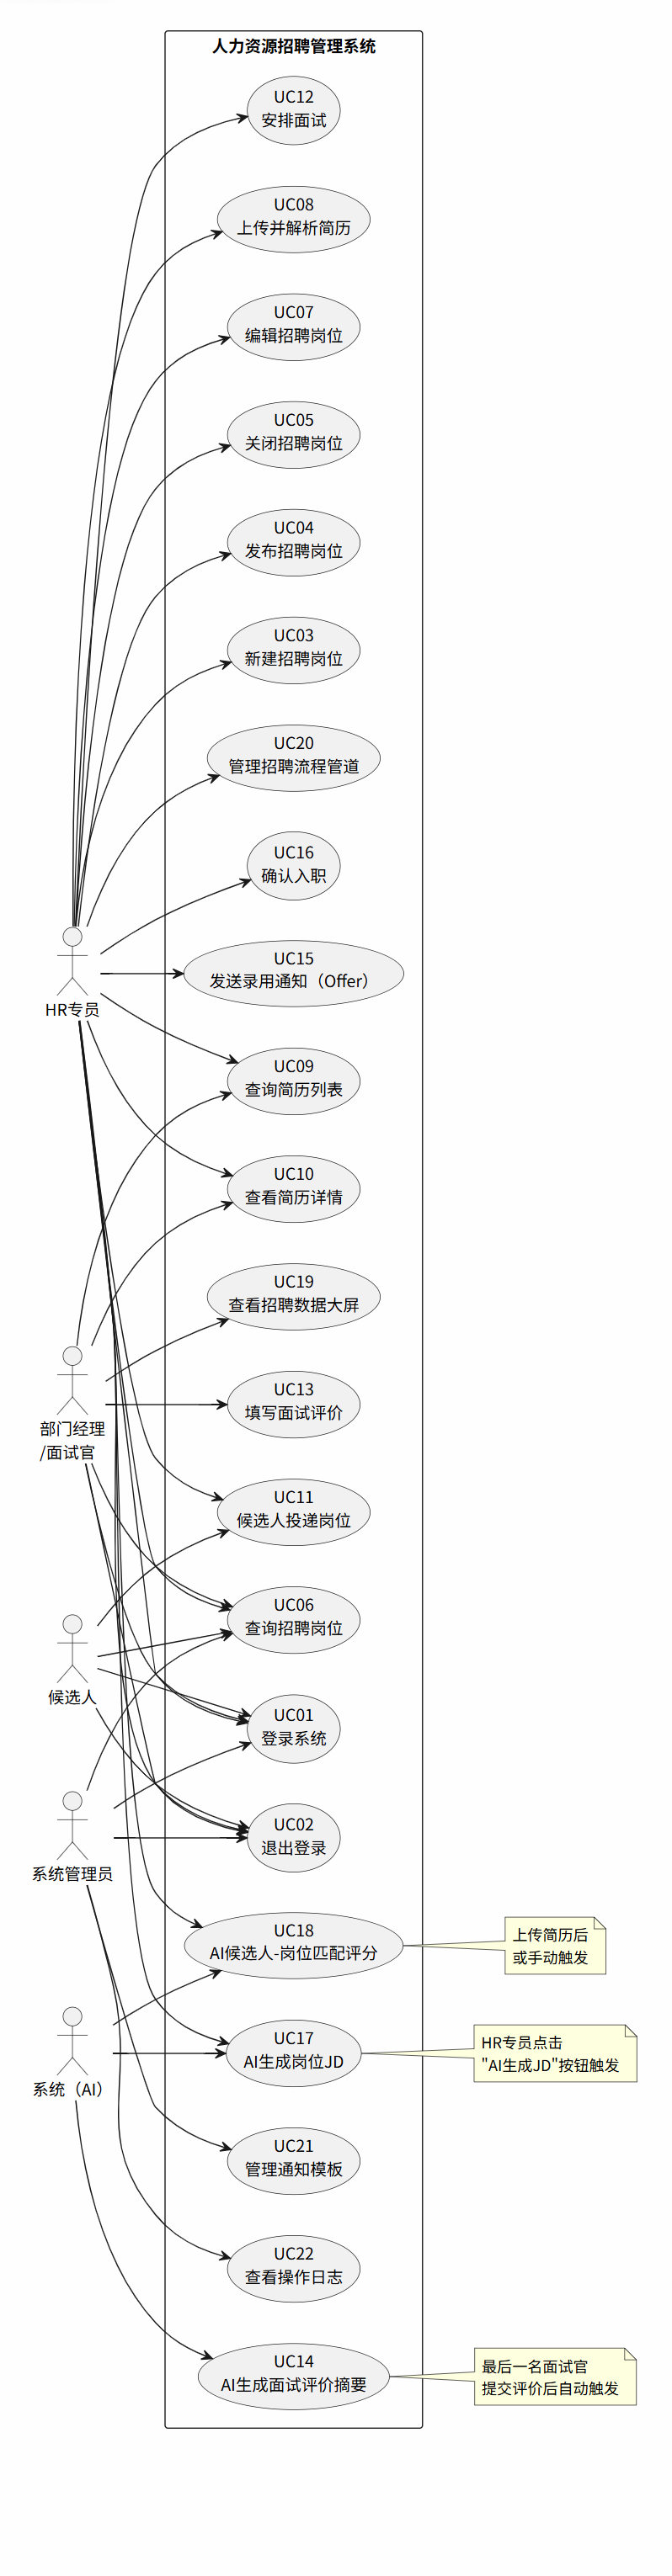 人力资源招聘管理系统
UC12
安排面试
UC08
上传并解析简历
UC07
编辑招聘岗位
UC05
关闭招聘岗位
UC04
发布招聘岗位
UC03
新建招聘岗位
UC20
管理招聘流程管道
UC16
确认入职
UC15
发送录用通知（Offer）
HR专员
UC09
查询简历列表
UC10
查看简历详情
UC19
查看招聘数据大屏
UC13
填写面试评价
部门经理
/面试官
UC11
候选人投递岗位
UC06
查询招聘岗位
候选人
UC01
登录系统
UC02
退出登录
系统管理员
UC18
AI候选人-岗位匹配评分
上传简历后
或手动触发
UC17
AI生成岗位JD
HR专员点击
"AI生成JD"按钮触发
系统（AI）
UC21
管理通知模板
UC22
查看操作日志
UC14
AI生成面试评价摘要
最后一名面试官
提交评价后自动触发